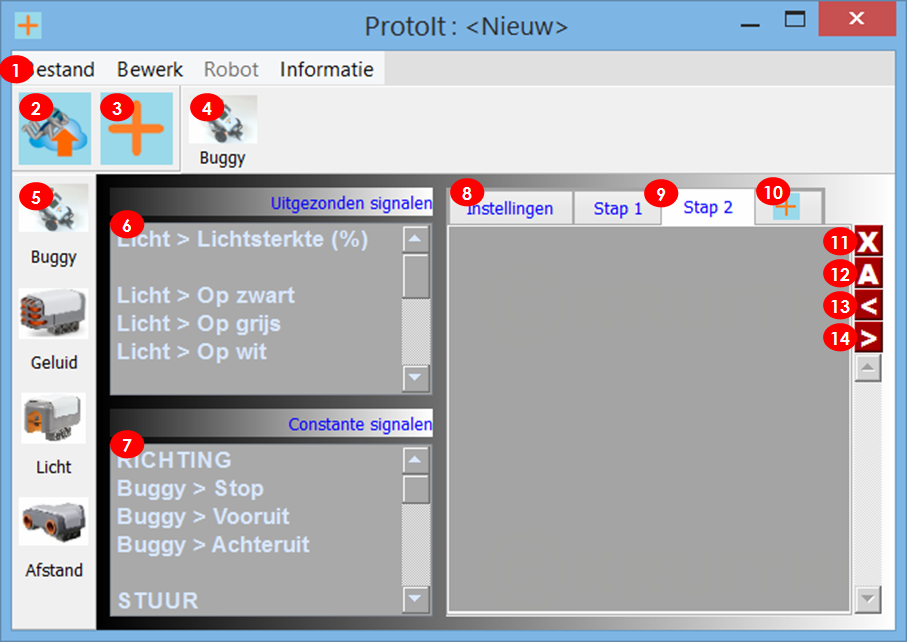 ProtoIt : <Nieuw>
1 estand Bewerk Robot Informatie
2 3 4
Buggy
5
Buggy
Geluid
Licht
Afstand
Uitgezonden signalen
6
Licht > Lichtsterkte (%)
Licht > Op zwart
Licht > Op grijs
Licht > Op wit
Constante signalen
7
RICHTING
Buggy > Stop
Buggy > Vooruit
Buggy > Achteruit
STUUR
8 9 10
Instellingen Stap 1 Stap 2
11 X
12 A
13 <
14 >